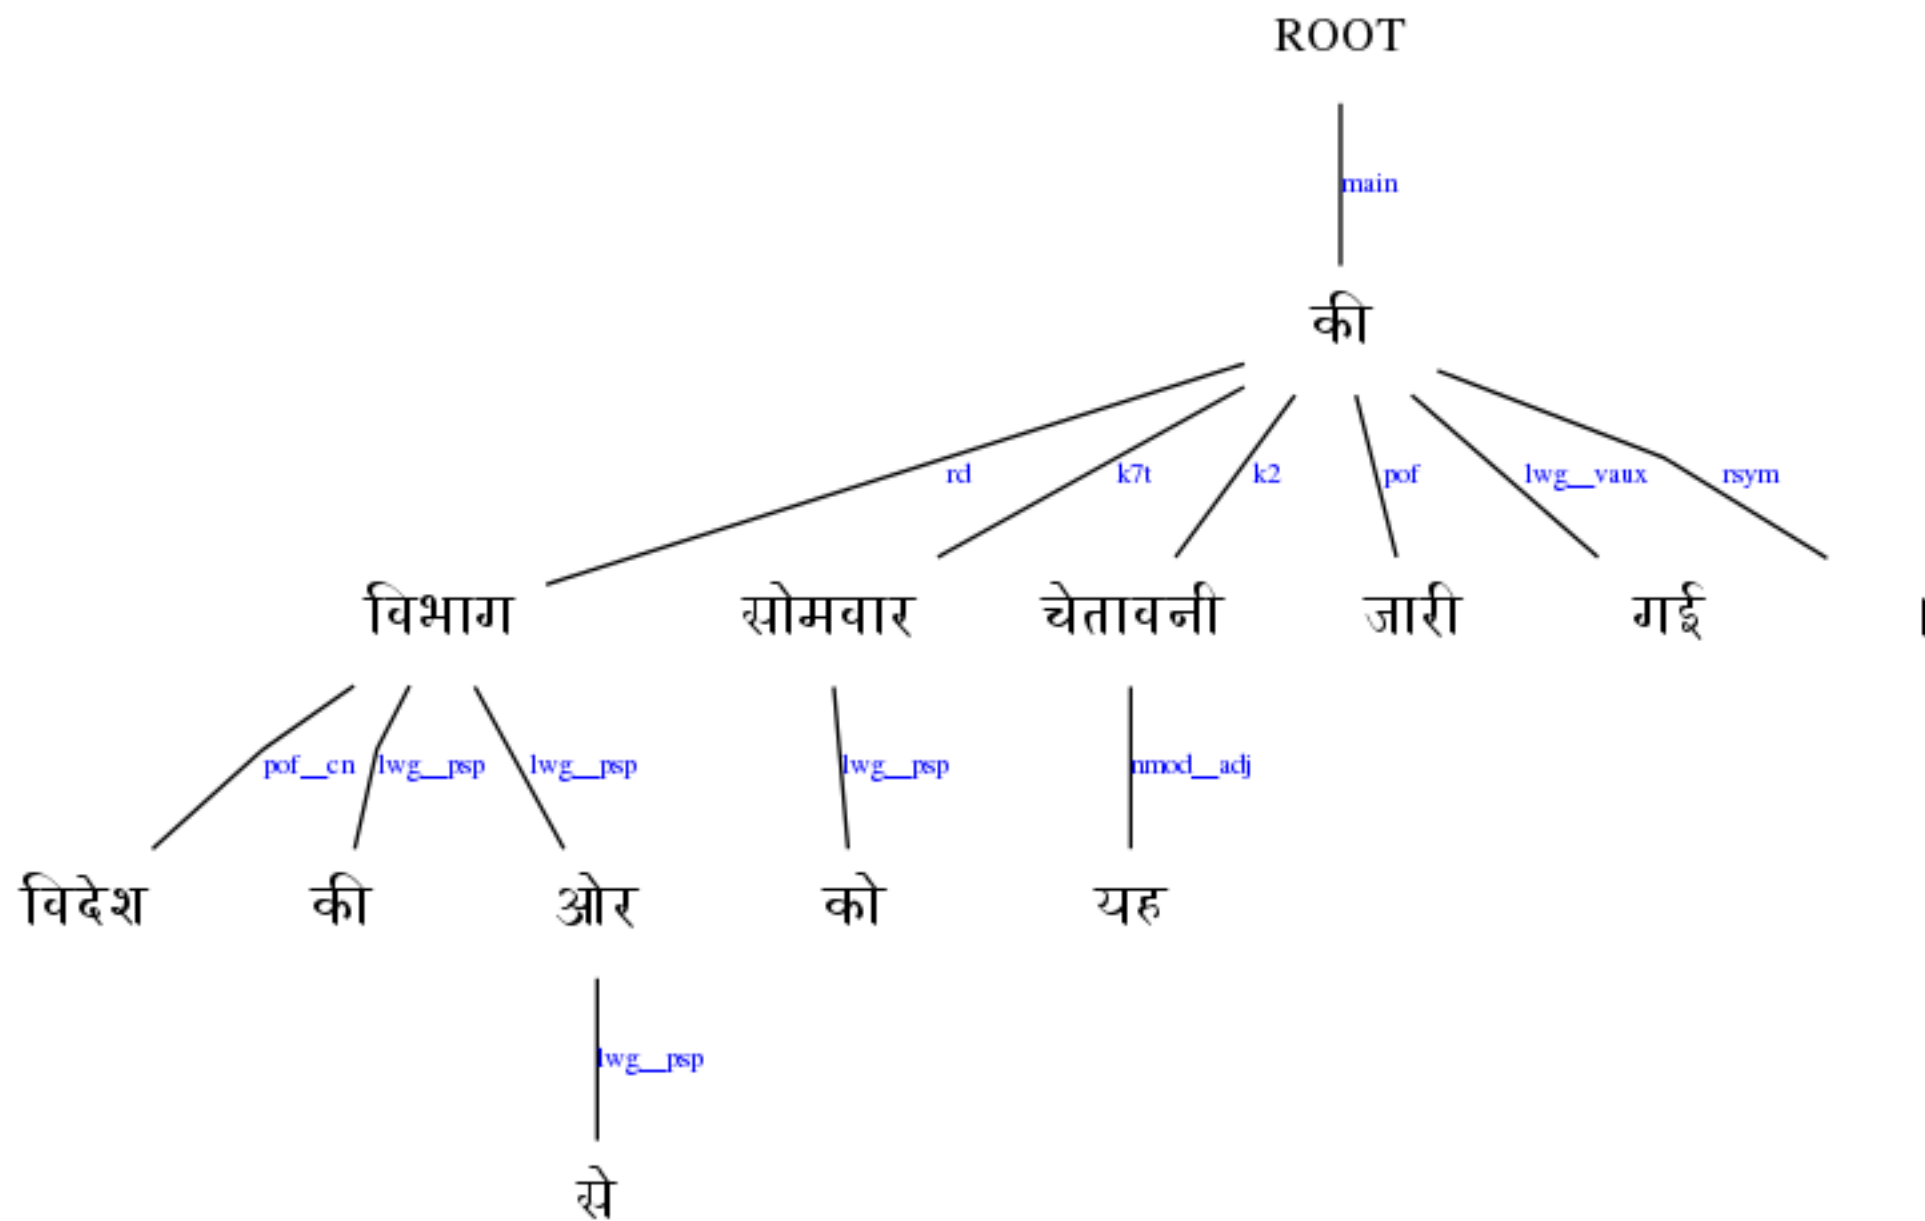 ROOT
main
की
rd k7t k2 pof lwg__vaux rsym
विभाग सोमवार चेतावनी जारी गई ।
pof__cn lwg__psp lwg__psp lwg__psp nmod__adj
विदेश की ओर को यह
lwg__psp
से